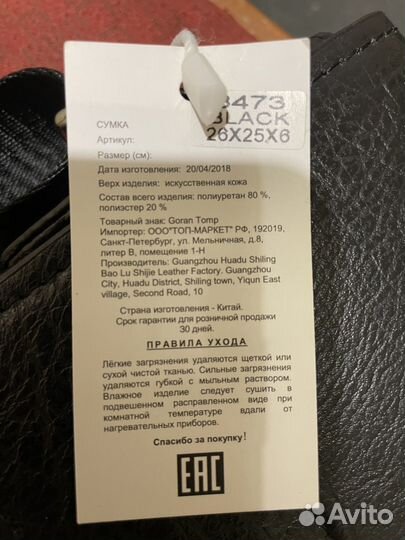 3473
СУМКА
BLACK
Артикул:
26X25X6
Размер (см):
Дата изготовления: 20/04/2018
Верх изделия: искусственная кожа
Состав всего изделия: полиуретан 80 %,
полиэстер 20 %
Товарный знак: Goran Tomp
Импортер: ООО"ТОП-МАРКЕТ" РФ, 192019,
Санкт-Петербург, ул. Мельничная, д.8,
литер В, помещение 1-Н
Производитель: Guangzhou Huadu Shiling
Bao Lu Shijie Leather Factory. Guangzhou
City, Huadu District, Shiling town, Yiqun East
village, Second Road, 10
Страна изготовления - Китай.
Срок гарантии для розничной продажи
30 дней.
ПРАВИЛА УХОДА
Лёгкие загрязнения удаляются щеткой или
сухой чистой тканью. Сильные загрязнения
удаляются губкой с мыльным раствором.
Влажное изделие следует сушить в
подвешенном расправленном виде при
комнатной температуре вдали от
нагревательных приборов.
Спасибо за покупку!
EAC
Avito